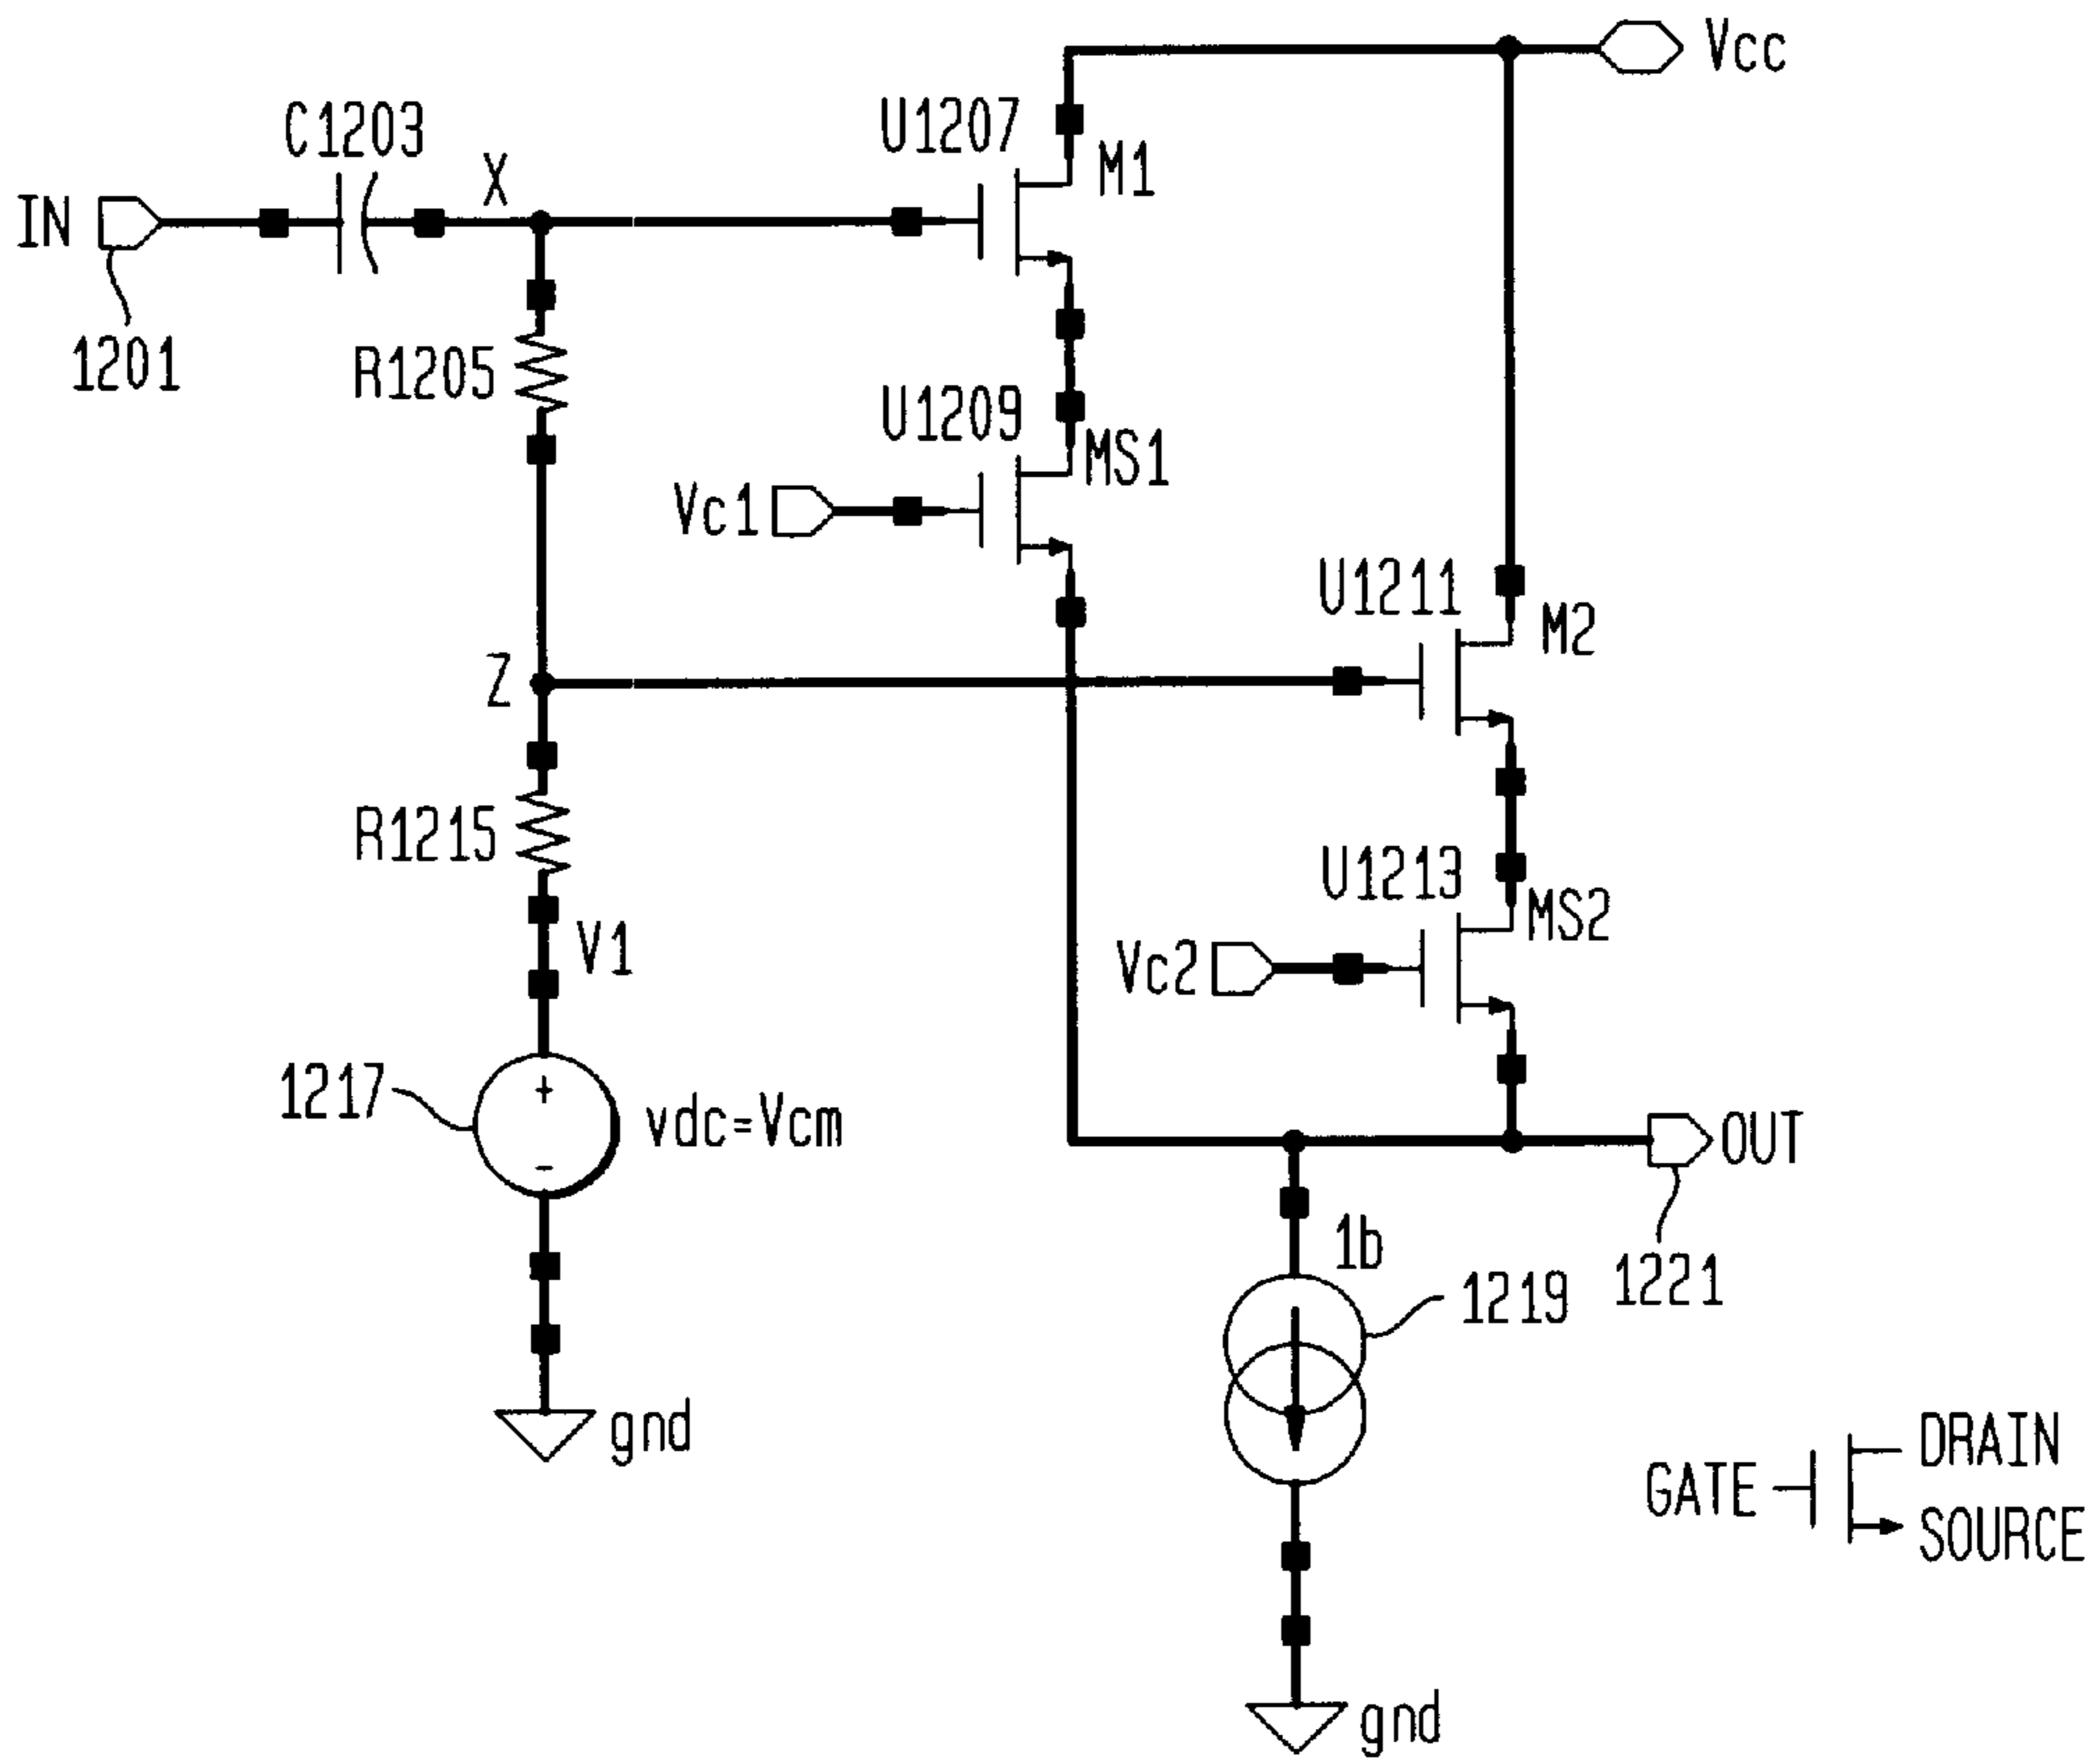 Vcc
U1207
C1203
X
M1
IN
1201
R1205
U1209
MS1
Vc1
U1211
M2
Z
R1215
U1213
MS2
V1
Vc2
1217
+
-
vdc=Vcm
OUT
1b
1219
1221
gnd
DRAIN
GATE
SOURCE
gnd